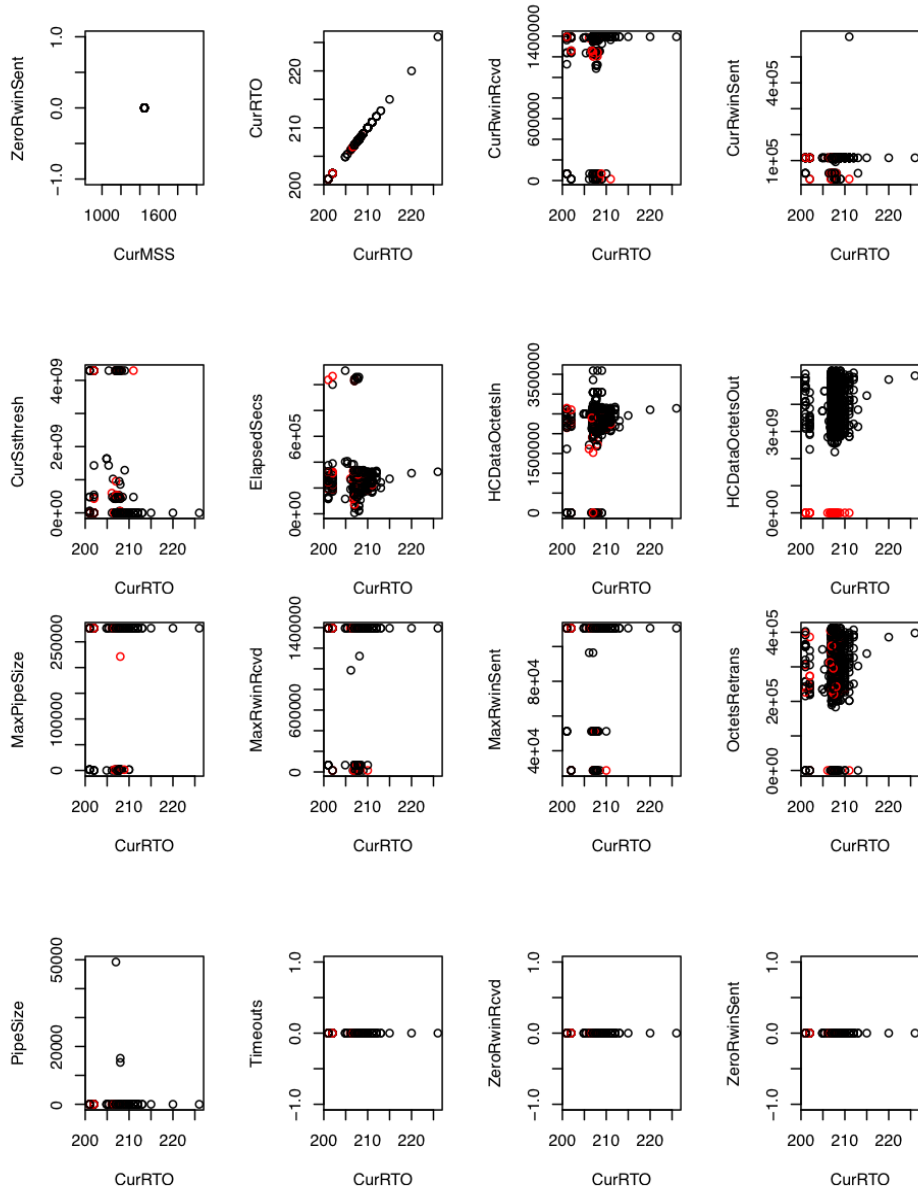 ZeroRwinSent
−1.0 0.0 1.0
1000 1600
CurMSS
CurRTO
200 210 220
200 210 220
CurRTO
CurRwinRcvd
0 600000 1400000
200 210 220
CurRTO
CurRwinSent
1e+05 4e+05
200 210 220
CurRTO
CurSsthresh
0e+00 2e+09 4e+09
200 210 220
CurRTO
ElapsedSecs
0e+00 6e+05
200 210 220
CurRTO
HCDataOctetsIn
0 1500000 3500000
200 210 220
CurRTO
HCDataOctetsOut
0e+00 3e+09
200 210 220
CurRTO
MaxPipeSize
0 100000 250000
200 210 220
CurRTO
MaxRwinRcvd
0 600000 1400000
200 210 220
CurRTO
MaxRwinSent
4e+04 8e+04
200 210 220
CurRTO
OctetsRetrans
0e+00 2e+05 4e+05
200 210 220
CurRTO
PipeSize
0 20000 50000
200 210 220
CurRTO
Timeouts
−1.0 0.0 1.0
200 210 220
CurRTO
ZeroRwinRcvd
−1.0 0.0 1.0
200 210 220
CurRTO
ZeroRwinSent
−1.0 0.0 1.0
200 210 220
CurRTO